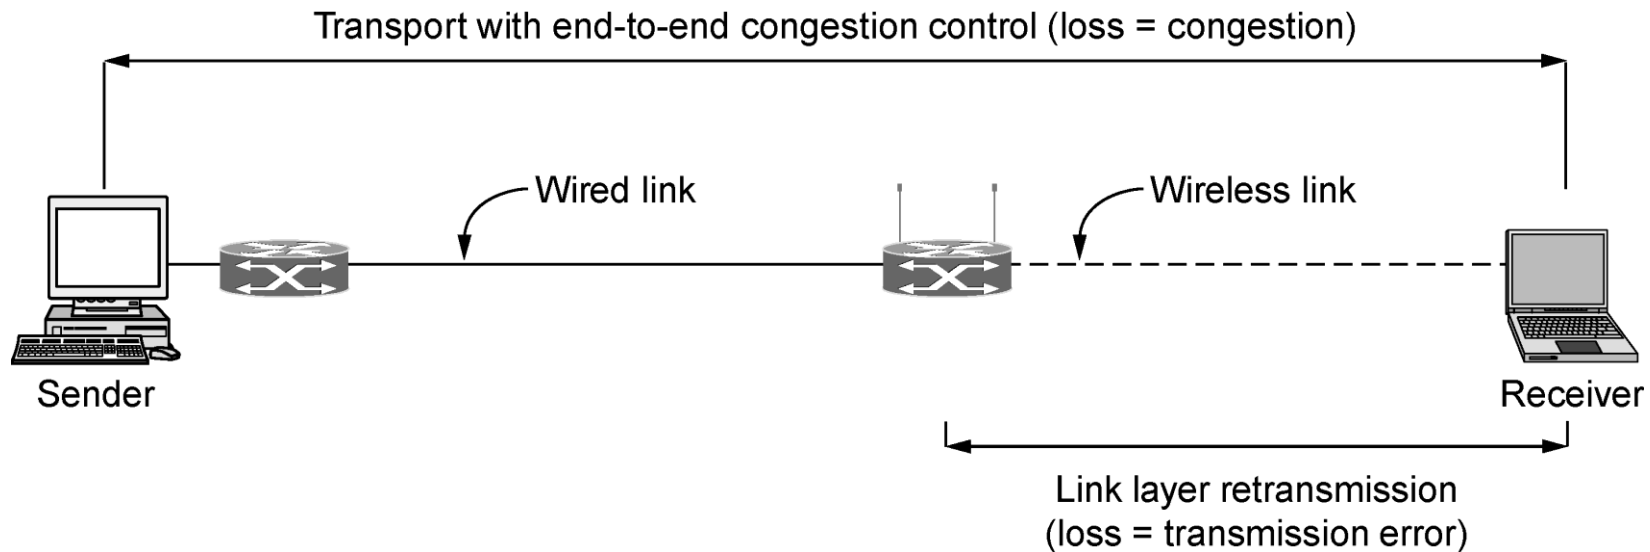 Transport with end-to-end congestion control (loss = congestion)
Wired link
Wireless link
Sender
Receiver
Link layer retransmission
(loss = transmission error)